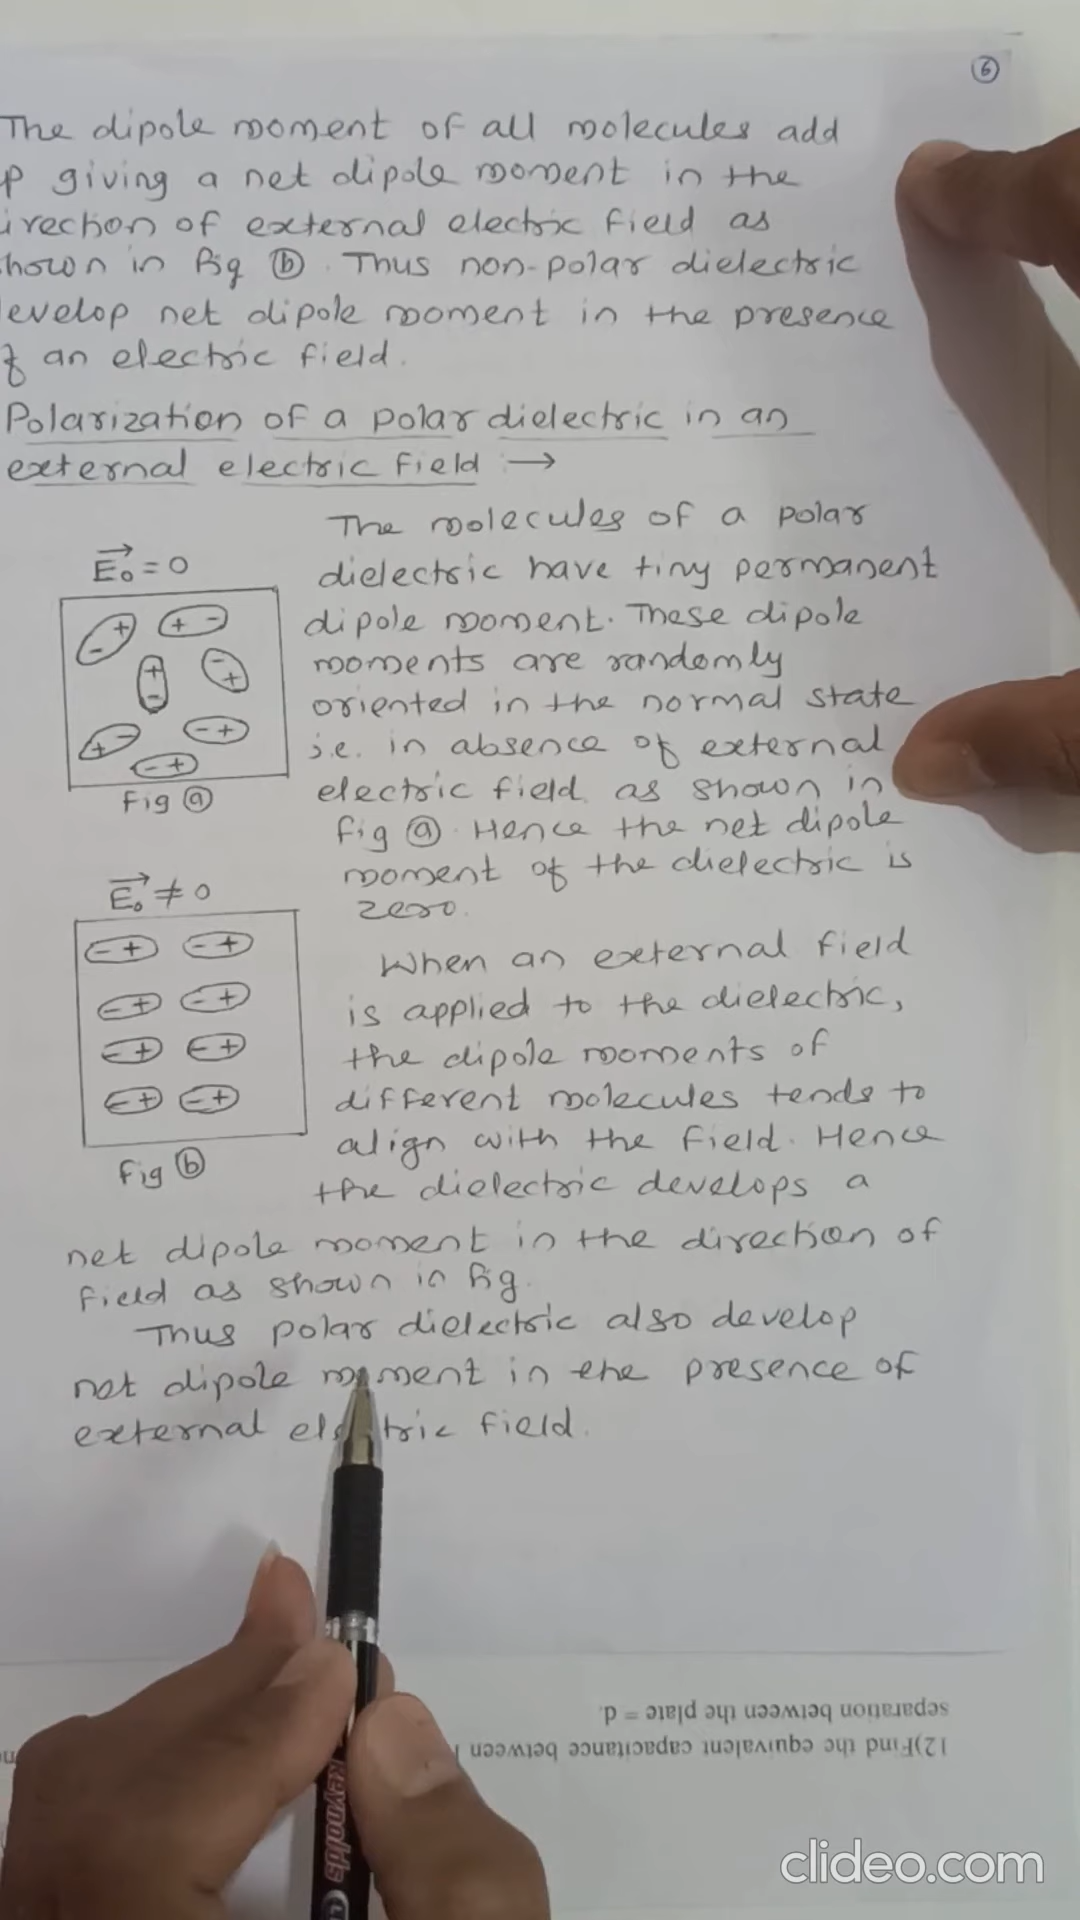 6
The dipole moment of all molecules add
p giving a net dipole moment in the
irection of external electric field as
hown in fig (b). Thus non-polar dielectric
evelop net dipole moment in the presence
f an electric field.
Polarization of a polar dielectric in an
external electric field :→
The molecules of a polar
dielectric have tiny permanent
dipole moment. These dipole
moments are randomly
oriented in the normal state
i.e. in absence of external
electric field as shown in
fig (a). Hence the net dipole
moment of the dielectric is
zero.
E₀ = 0
+ - + -
+ - - +
+ - - +
- +
Fig (a)
E₀ ≠ 0
- + - +
- + - +
- + - +
- + - +
Fig (b)
When an external field
is applied to the dielectric,
the dipole moments of
different molecules tends to
align with the field. Hence
the dielectric develops a
net dipole moment in the direction of
field as shown in fig.
Thus polar dielectric also develop
net dipole moment in the presence of
external electric field.
12)Find the equivalent capacitance between
separation between the plate = d.
reynolds
clideo.com